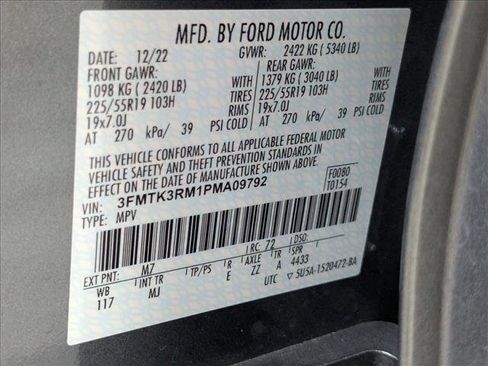 MFD. BY FORD MOTOR CO.
DATE: 12/22 GVWR: 2422 KG ( 5340 LB)
FRONT GAWR: REAR GAWR:
1098 KG ( 2420 LB) WITH 1379 KG ( 3040 LB) WITH
225/55R19 103H TIRES 225/55R19 103H TIRES
19x7.0J RIMS 19x7.0J RIMS
AT 270 kPa/ 39 PSI COLD AT 270 kPa/ 39 PSI COLD
THIS VEHICLE CONFORMS TO ALL APPLICABLE FEDERAL MOTOR
VEHICLE SAFETY AND THEFT PREVENTION STANDARDS IN
EFFECT ON THE DATE OF MANUFACTURE SHOWN ABOVE.
VIN: 3FMTK3RM1PMA09792 F0080
TYPE: MPV T0154
EXT PNT: M7 RC: 72
WB INT TR TP/PS R AXLE TR SPR
117 MJ E ZZ A 4433
UTC 5U5A-1520472-BA